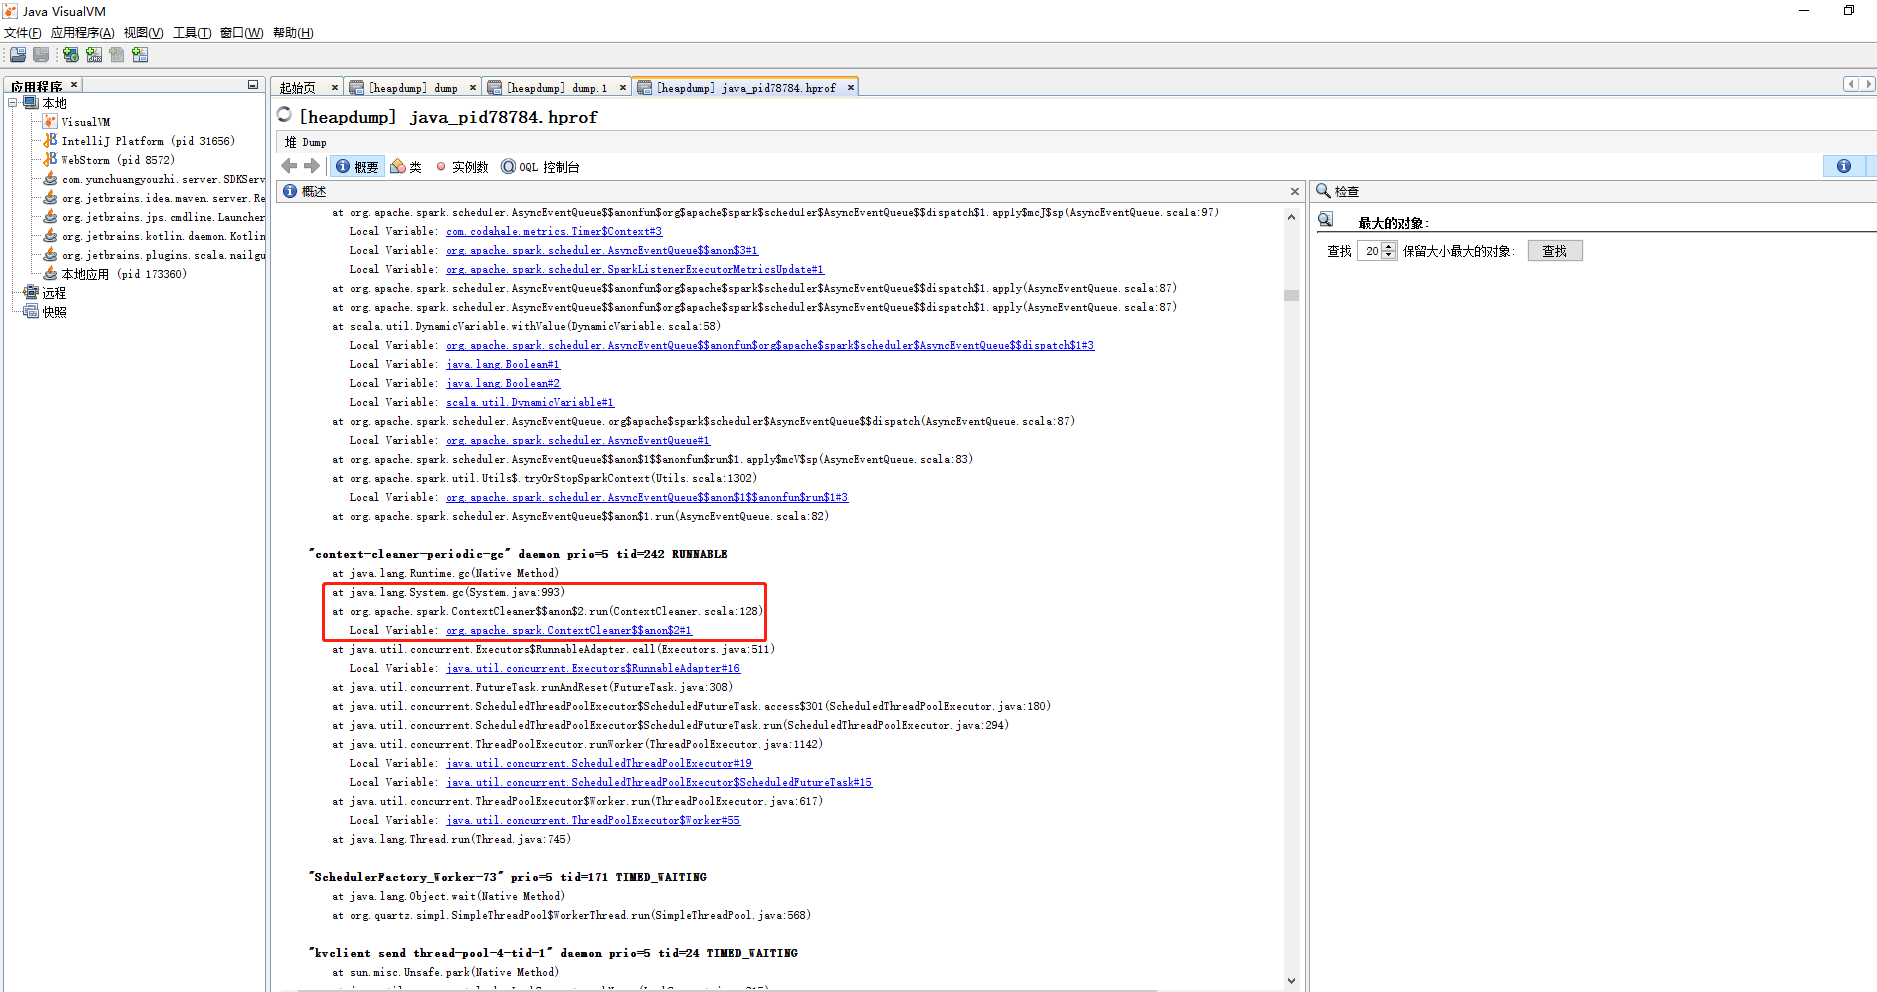 Java VisualVM
文件(F) 应用程序(A) 视图(V) 工具(T) 窗口(W) 帮助(H)
应用程序 ×
本地
VisualVM
IntelliJ Platform (pid 31656)
WebStorm (pid 8572)
com.yunchuangyouzhi.server.SDKServ
org.jetbrains.idea.maven.server.Re
org.jetbrains.jps.cmdline.Launcher
org.jetbrains.kotlin.daemon.Kotlin
org.jetbrains.plugins.scala.nailgu
本地应用 (pid 173360)
远程
快照
起始页 × [heapdump] dump × [heapdump] dump.1 × [heapdump] java_pid78784.hprof ×
[heapdump] java_pid78784.hprof
堆 Dump
概要 类 实例数 OQL 控制台
概述 ×
at org.apache.spark.scheduler.AsyncEventQueue$$anonfun$org$apache$spark$scheduler$AsyncEventQueue$$dispatch$1.apply$mcJ$sp(AsyncEventQueue.scala:97)
Local Variable: com.codahale.metrics.Timer$Context#3
Local Variable: org.apache.spark.scheduler.AsyncEventQueue$$anon$3#1
Local Variable: org.apache.spark.scheduler.SparkListenerExecutorMetricsUpdate#1
at org.apache.spark.scheduler.AsyncEventQueue$$anonfun$org$apache$spark$scheduler$AsyncEventQueue$$dispatch$1.apply(AsyncEventQueue.scala:87)
at org.apache.spark.scheduler.AsyncEventQueue$$anonfun$org$apache$spark$scheduler$AsyncEventQueue$$dispatch$1.apply(AsyncEventQueue.scala:87)
at scala.util.DynamicVariable.withValue(DynamicVariable.scala:58)
Local Variable: org.apache.spark.scheduler.AsyncEventQueue$$anonfun$org$apache$spark$scheduler$AsyncEventQueue$$dispatch$1#3
Local Variable: java.lang.Boolean#1
Local Variable: java.lang.Boolean#2
Local Variable: scala.util.DynamicVariable#1
at org.apache.spark.scheduler.AsyncEventQueue.org$apache$spark$scheduler$AsyncEventQueue$$dispatch(AsyncEventQueue.scala:87)
Local Variable: org.apache.spark.scheduler.AsyncEventQueue#1
at org.apache.spark.scheduler.AsyncEventQueue$$anon$1$$anonfun$run$1.apply$mcV$sp(AsyncEventQueue.scala:83)
at org.apache.spark.util.Utils$.tryOrStopSparkContext(Utils.scala:1302)
Local Variable: org.apache.spark.scheduler.AsyncEventQueue$$anon$1$$anonfun$run$1#3
at org.apache.spark.scheduler.AsyncEventQueue$$anon$1.run(AsyncEventQueue.scala:82)
"context-cleaner-periodic-gc" daemon prio=5 tid=242 RUNNABLE
at java.lang.Runtime.gc(Native Method)
at java.lang.System.gc(System.java:993)
at org.apache.spark.ContextCleaner$$anon$2.run(ContextCleaner.scala:128)
Local Variable: org.apache.spark.ContextCleaner$$anon$2#1
at java.util.concurrent.Executors$RunnableAdapter.call(Executors.java:511)
Local Variable: java.util.concurrent.Executors$RunnableAdapter#16
at java.util.concurrent.FutureTask.runAndReset(FutureTask.java:308)
at java.util.concurrent.ScheduledThreadPoolExecutor$ScheduledFutureTask.access$301(ScheduledThreadPoolExecutor.java:180)
at java.util.concurrent.ScheduledThreadPoolExecutor$ScheduledFutureTask.run(ScheduledThreadPoolExecutor.java:294)
at java.util.concurrent.ThreadPoolExecutor.runWorker(ThreadPoolExecutor.java:1142)
Local Variable: java.util.concurrent.ScheduledThreadPoolExecutor#19
Local Variable: java.util.concurrent.ScheduledThreadPoolExecutor$ScheduledFutureTask#15
at java.util.concurrent.ThreadPoolExecutor$Worker.run(ThreadPoolExecutor.java:617)
Local Variable: java.util.concurrent.ThreadPoolExecutor$Worker#55
at java.lang.Thread.run(Thread.java:745)
"SchedulerFactory_Worker-73" prio=5 tid=171 TIMED_WAITING
at java.lang.Object.wait(Native Method)
at org.quartz.simpl.SimpleThreadPool$WorkerThread.run(SimpleThreadPool.java:568)
"kvclient send thread-pool-4-tid-1" daemon prio=5 tid=24 TIMED_WAITING
at sun.misc.Unsafe.park(Native Method)
检查
最大的对象:
查找 20 保留大小最大的对象: 查找